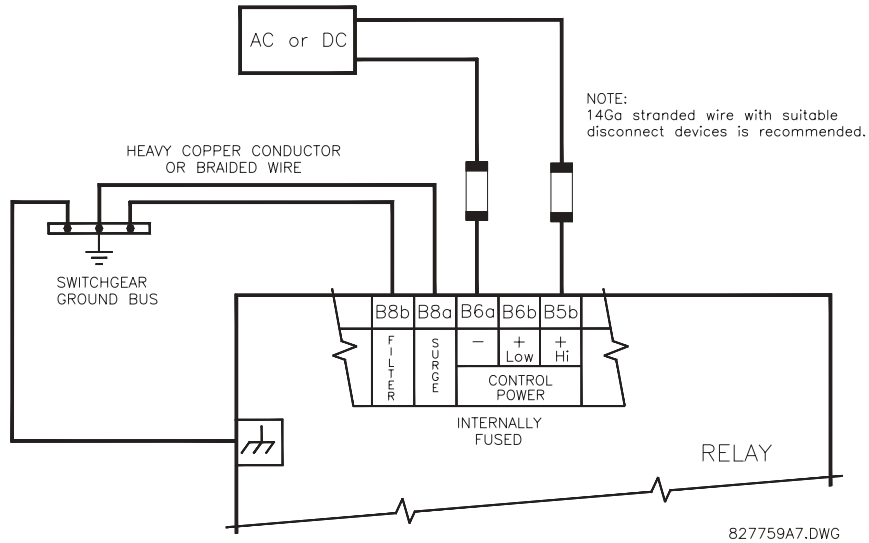 AC or DC
NOTE:
14Ga stranded wire with suitable
disconnect devices is recommended.
HEAVY COPPER CONDUCTOR
OR BRAIDED WIRE
SWITCHGEAR
GROUND BUS
B8b B8a B6a B6b B5b
FILTER
SURGE
−
+
Low
+
Hi
CONTROL
POWER
INTERNALLY
FUSED
RELAY
827759A7.DWG